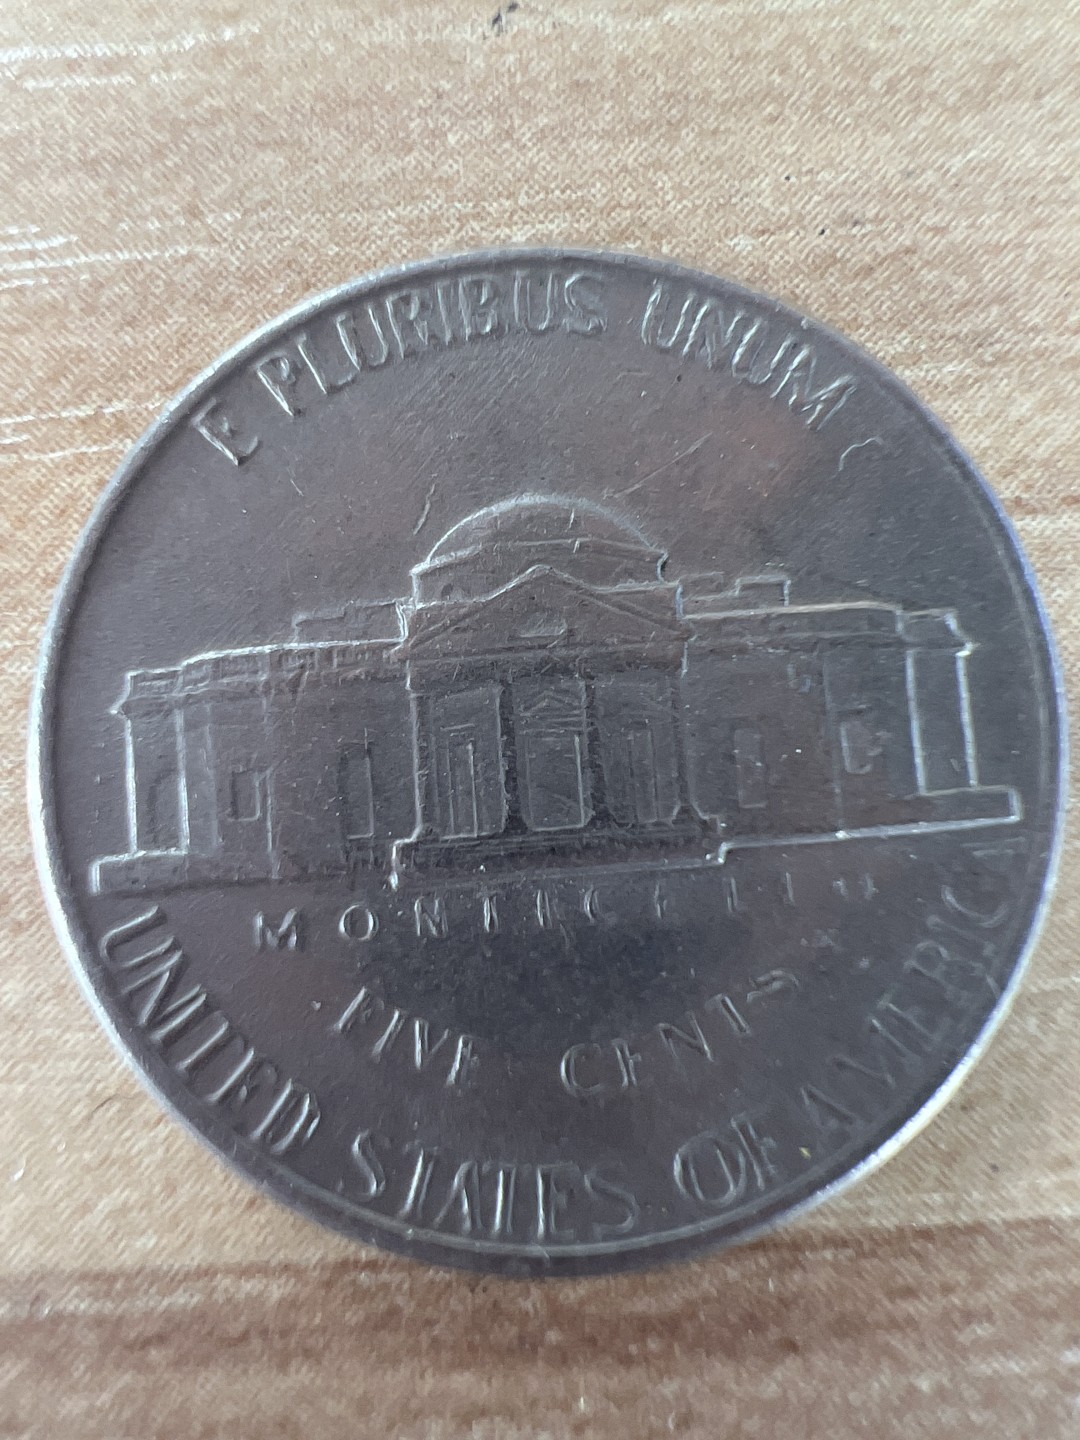 E PLURIBUS UNUM
MONTICELLO
FIVE CENTS
UNITED STATES OF AMERICA